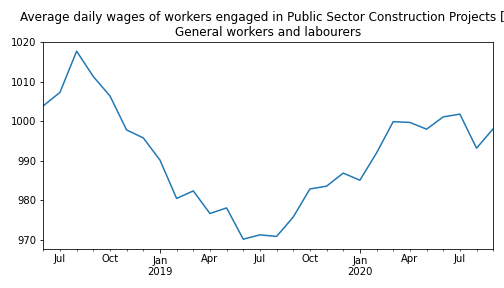 Average daily wages of workers engaged in Public Sector Construction Projects [
General workers and labourers
1020
1010
1000
990
980
970
Jul Oct Jan Apr Jul Oct Jan Apr Jul
2019 2020